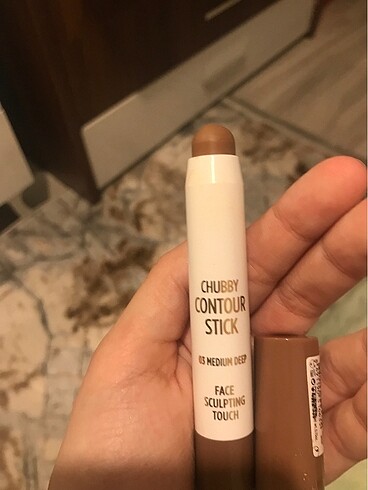 CHUBBY
CONTOUR
STICK
03 MEDIUM DEEP
FACE
SCULPTING
TOUCH